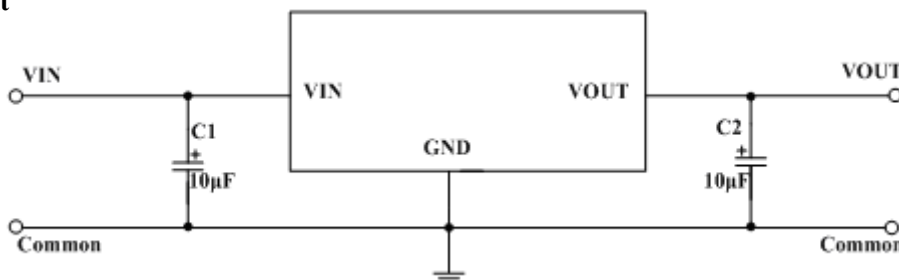 t
VIN
VOUT
VIN
VOUT
C1
+
C2
+
GND
10μF
10μF
Common
Common